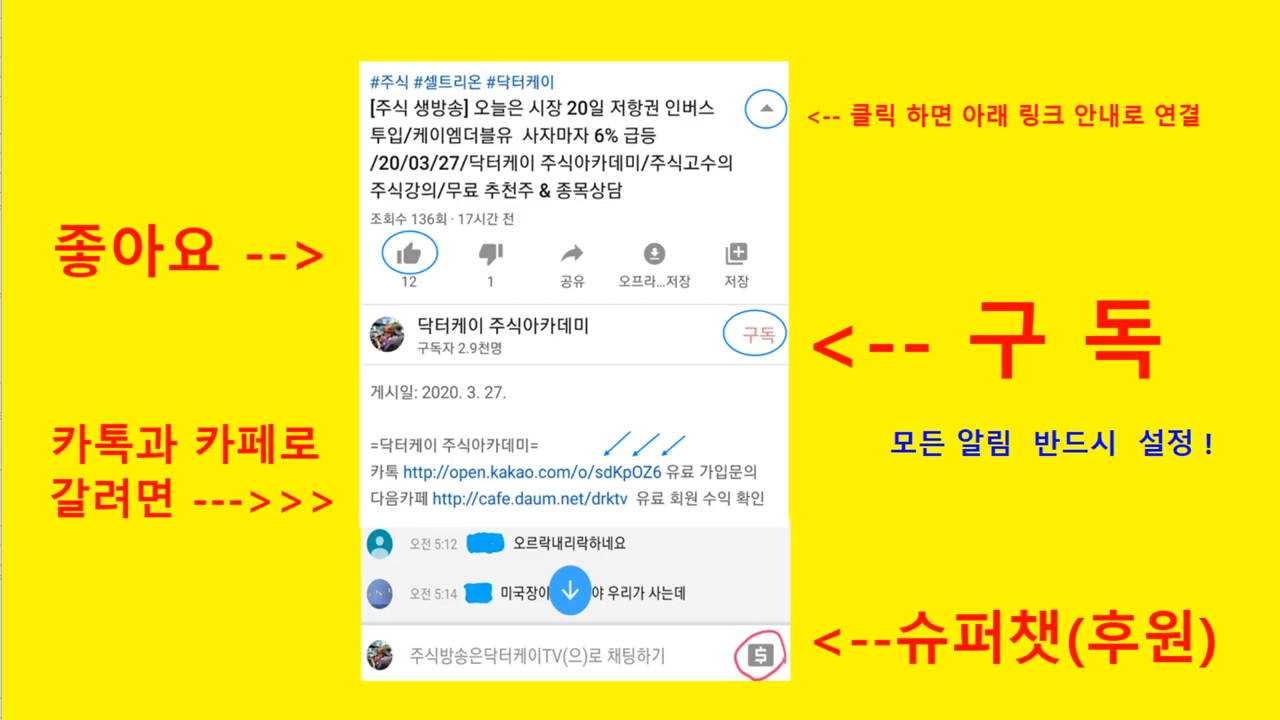 #주식 #셀트리온 #닥터케이
[주식 생방송] 오늘은 시장 20일 저항권 인버스
투입/케이엠더블유 사자마자 6% 급등
/20/03/27/닥터케이 주식아카데미/주식고수의
주식강의/무료 추천주 & 종목상담
조회수 136회 · 17시간 전
<-- 클릭 하면 아래 링크 안내로 연결
좋아요 -->
12
1
공유
오프라...저장
저장
닥터케이 주식아카데미
구독자 2.9천명
구독
<-- 구 독
게시일: 2020. 3. 27.
모든 알림 반드시 설정 !
카톡과 카페로
갈려면 --->>>
=닥터케이 주식아카데미=
카톡 http://open.kakao.com/o/sdKpOZ6 유료 가입문의
다음카페 http://cafe.daum.net/drktv 유료 회원 수익 확인
오전 5:12 오르락내리락하네요
오전 5:14 미국장이 야 우리가 사는데
주식방송은닥터케이TV(으)로 채팅하기
<--슈퍼챗(후원)